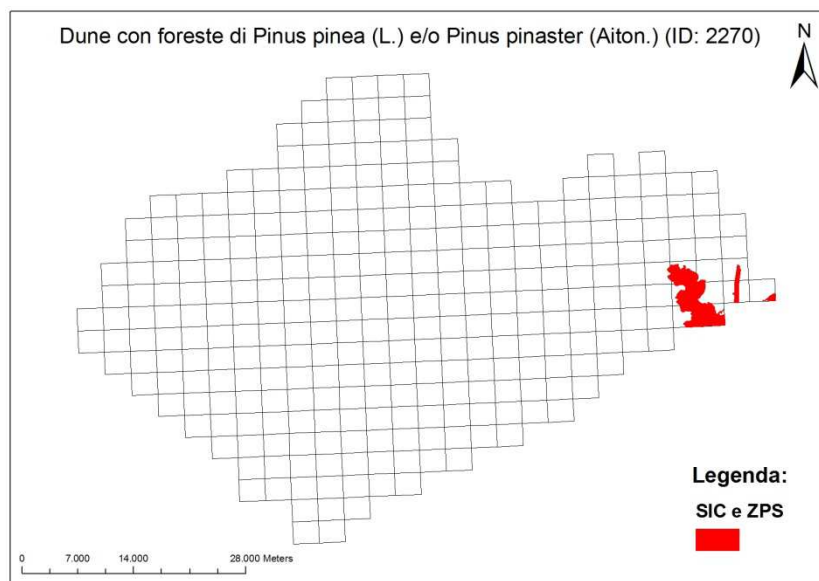 Dune con foreste di Pinus pinea (L.) e/o Pinus pinaster (Aiton.) (ID: 2270)
N
Legenda:
SIC e ZPS
0 7.000 14.000 28.000 Meters